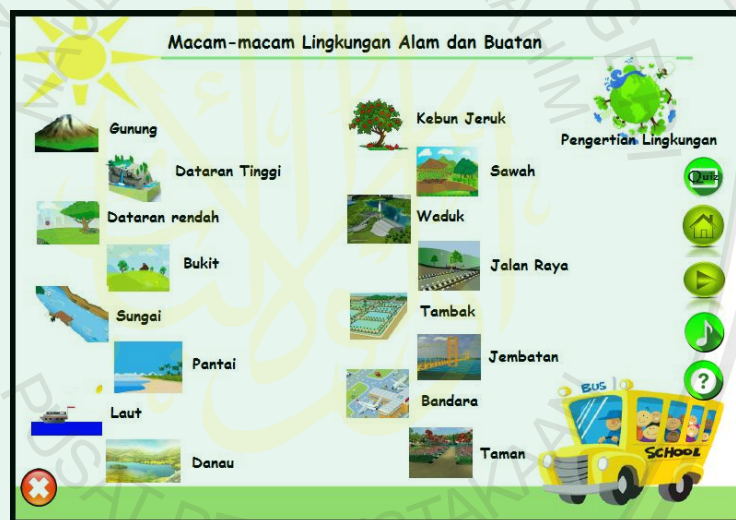 Macam-macam Lingkungan Alam dan Buatan
Gunung
Dataran Tinggi
Dataran rendah
Bukit
Sungai
Pantai
Laut
Danau
Kebun Jeruk
Sawah
Waduk
Jalan Raya
Tambak
Jembatan
Bandara
Taman
Pengertian Lingkungan
Quiz
?
BUS
SCHOOL